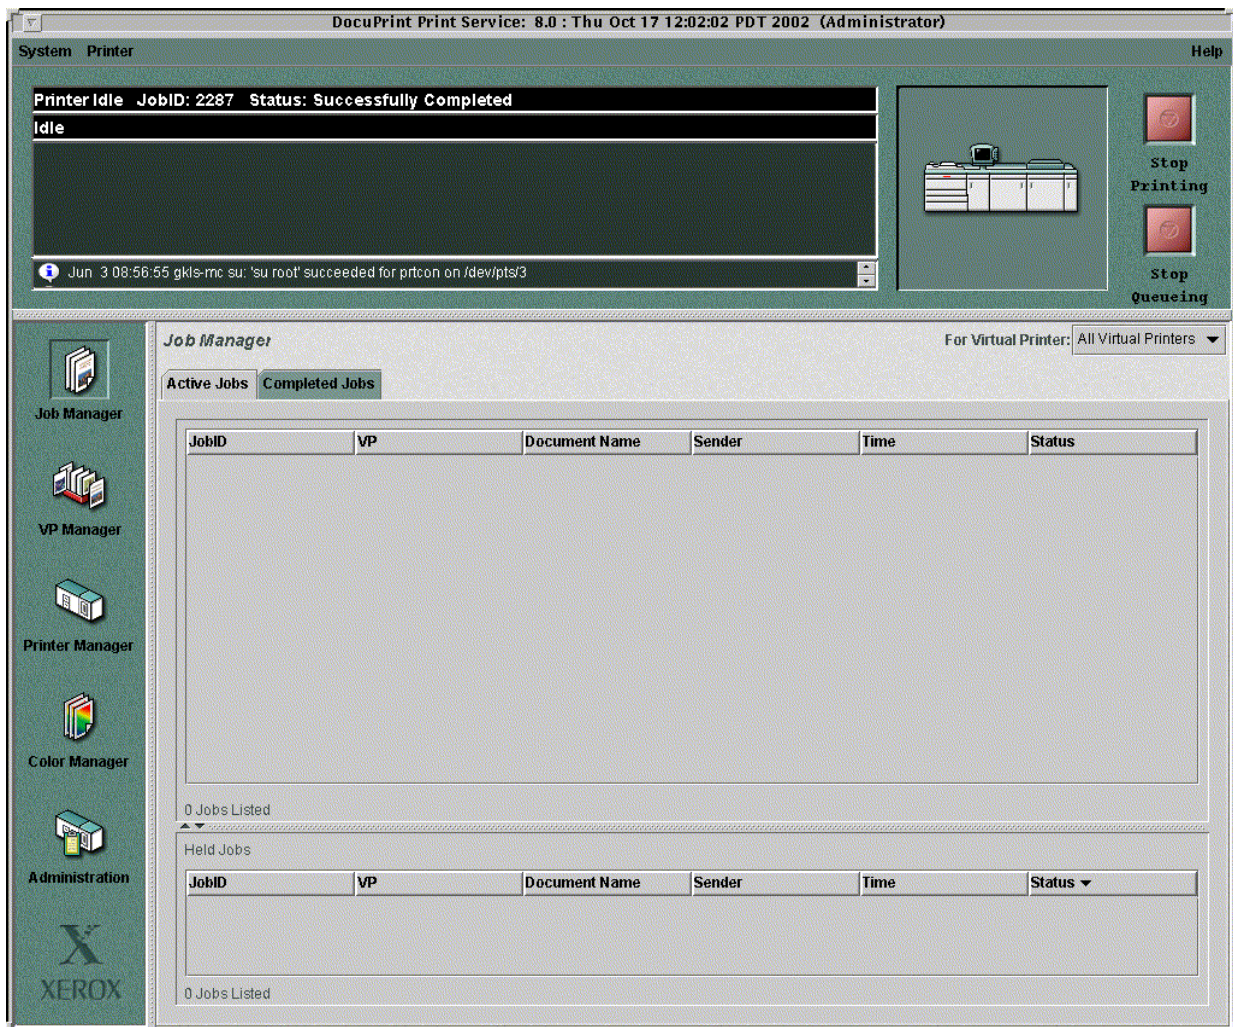 DocuPrint Print Service: 8.0 : Thu Oct 17 12:02:02 PDT 2002 (Administrator)
System Printer Help
Printer Idle JobID: 2287 Status: Successfully Completed
Idle
Jun 3 08:56:55 gkls-mc su: 'su root' succeeded for prtcon on /dev/pts/3
Stop
Printing
Stop
Queueing
Job Manager
VP Manager
Printer Manager
Color Manager
Administration
X
XEROX
Job Manager
For Virtual Printer: All Virtual Printers
Active Jobs Completed Jobs
JobID VP Document Name Sender Time Status
0 Jobs Listed
Held Jobs
JobID VP Document Name Sender Time Status
0 Jobs Listed